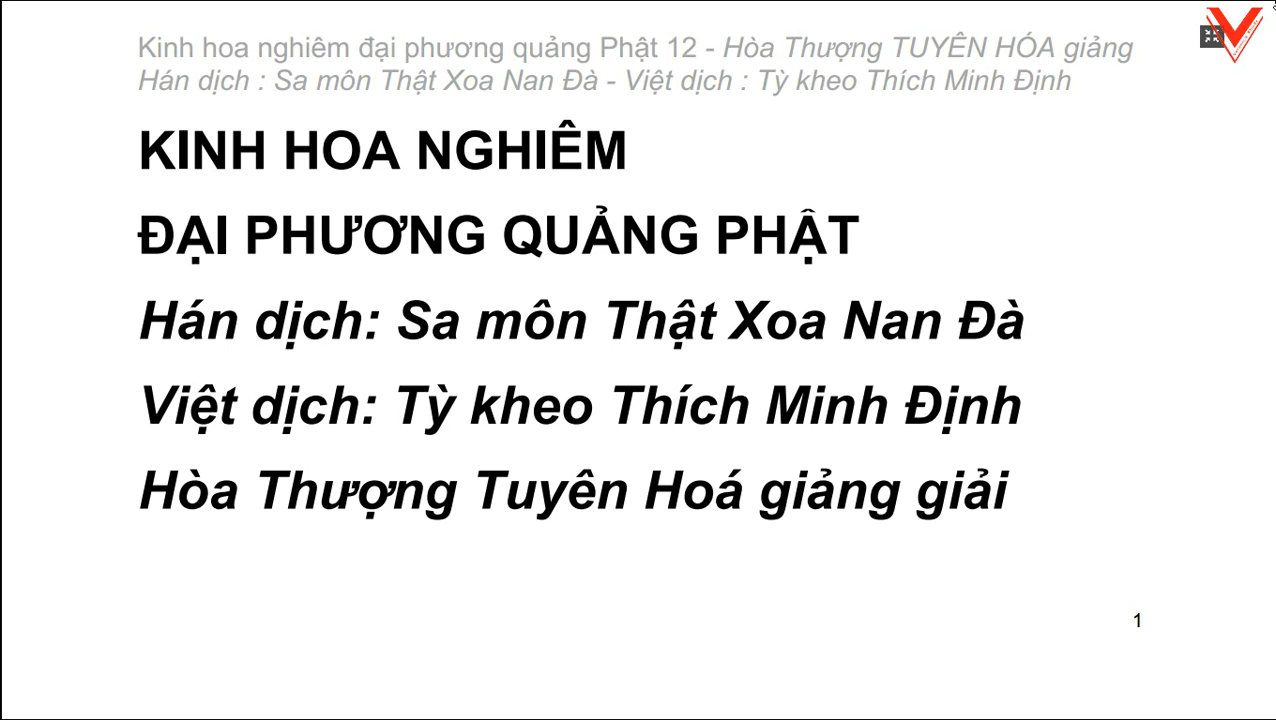 Kinh hoa nghiêm đại phương quảng Phật 12 - Hòa Thượng TUYÊN HÓA giảng
Hán dịch : Sa môn Thật Xoa Nan Đà - Việt dịch : Tỳ kheo Thích Minh Định
KINH HOA NGHIÊM
ĐẠI PHƯƠNG QUẢNG PHẬT
Hán dịch: Sa môn Thật Xoa Nan Đà
Việt dịch: Tỳ kheo Thích Minh Định
Hòa Thượng Tuyên Hoá giảng giải
1